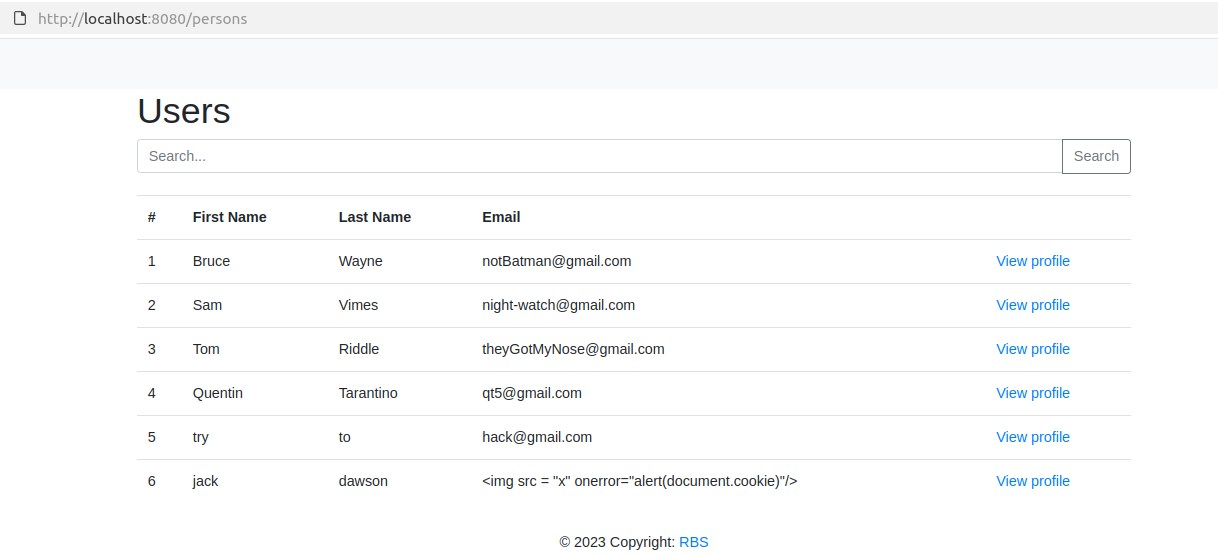 http://localhost:8080/persons
Users
Search...
Search
# First Name Last Name Email
1 Bruce Wayne notBatman@gmail.com View profile
2 Sam Vimes night-watch@gmail.com View profile
3 Tom Riddle theyGotMyNose@gmail.com View profile
4 Quentin Tarantino qt5@gmail.com View profile
5 try to hack@gmail.com View profile
6 jack dawson <img src = "x" onerror="alert(document.cookie)"/> View profile
© 2023 Copyright: RBS